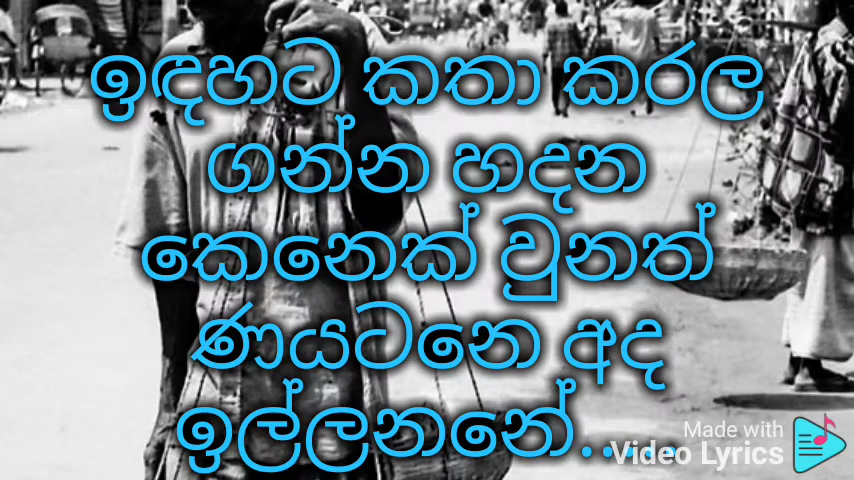 ඉඳහට කතා කරල
ගන්න හදන
කෙනෙක් වුනත්
ණයටනෙ අද
ඉල්ලනනේ.....
Made with
Video Lyrics